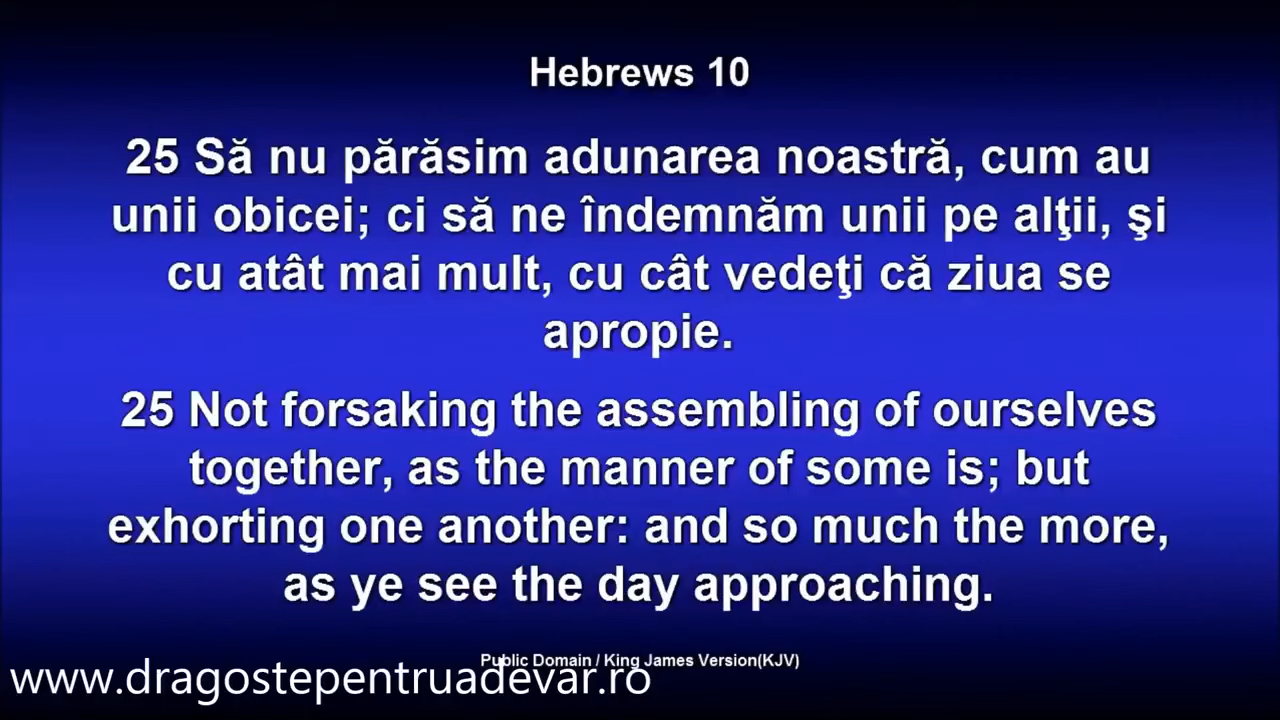 Hebrews 10
25 Să nu părăsim adunarea noastră, cum au
unii obicei; ci să ne îndemnăm unii pe alţii, şi
cu atât mai mult, cu cât vedeţi că ziua se
apropie.
25 Not forsaking the assembling of ourselves
together, as the manner of some is; but
exhorting one another: and so much the more,
as ye see the day approaching.
Public Domain / King James Version(KJV)
www.dragostepentruadevar.ro